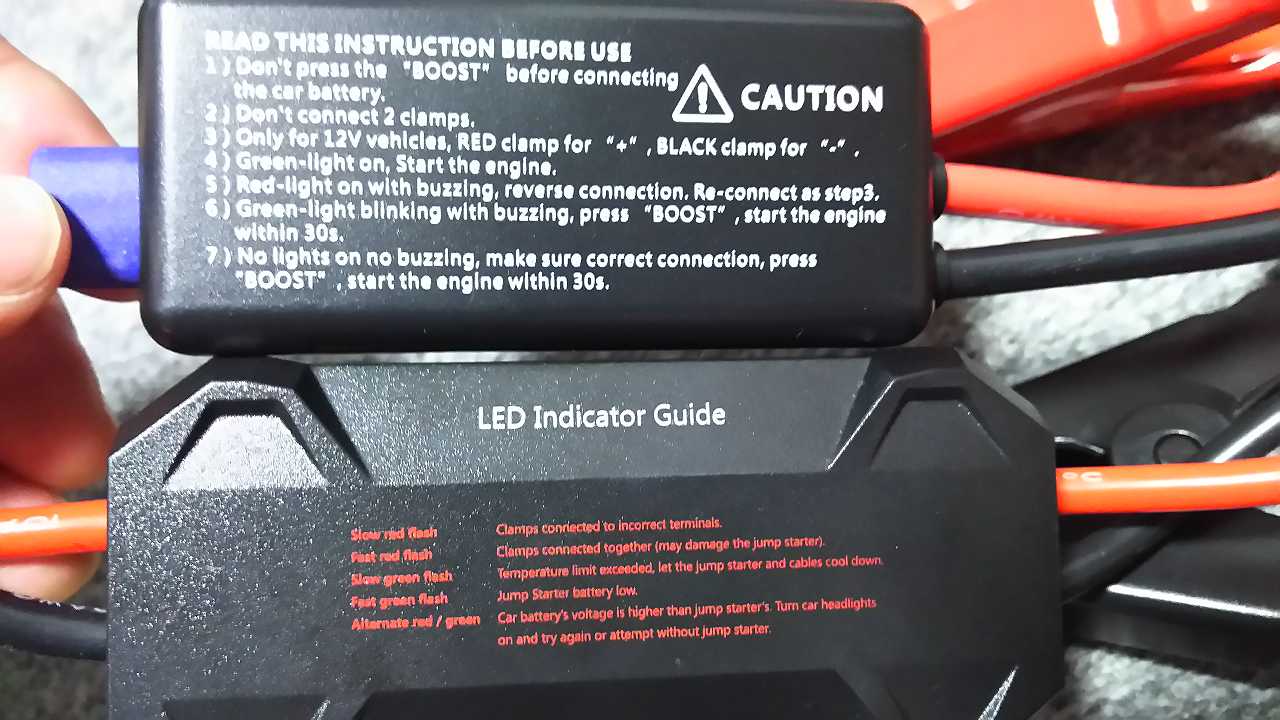 READ THIS INSTRUCTION BEFORE USE
1) Don't press the "BOOST" before connecting
the car battery.
CAUTION
2) Don't connect 2 clamps.
3) Only for 12V vehicles, RED clamp for "+", BLACK clamp for "-".
4) Green-light on, Start the engine.
5) Red-light on with buzzing, reverse connection. Re-connect as step3.
6) Green-light blinking with buzzing, press "BOOST", start the engine
within 30s.
7) No lights on no buzzing, make sure correct connection, press
"BOOST", start the engine within 30s.
LED Indicator Guide
Slow red flash Clamps connected to incorrect terminals.
Fast red flash Clamps connected together (may damage the jump starter).
Slow green flash Temperature limit exceeded, let the jump starter and cables cool down.
Fast green flash Jump Starter battery low.
Alternate red / green Car battery's voltage is higher than jump starter's. Turn car headlights
on and try again or attempt without jump starter.
°C